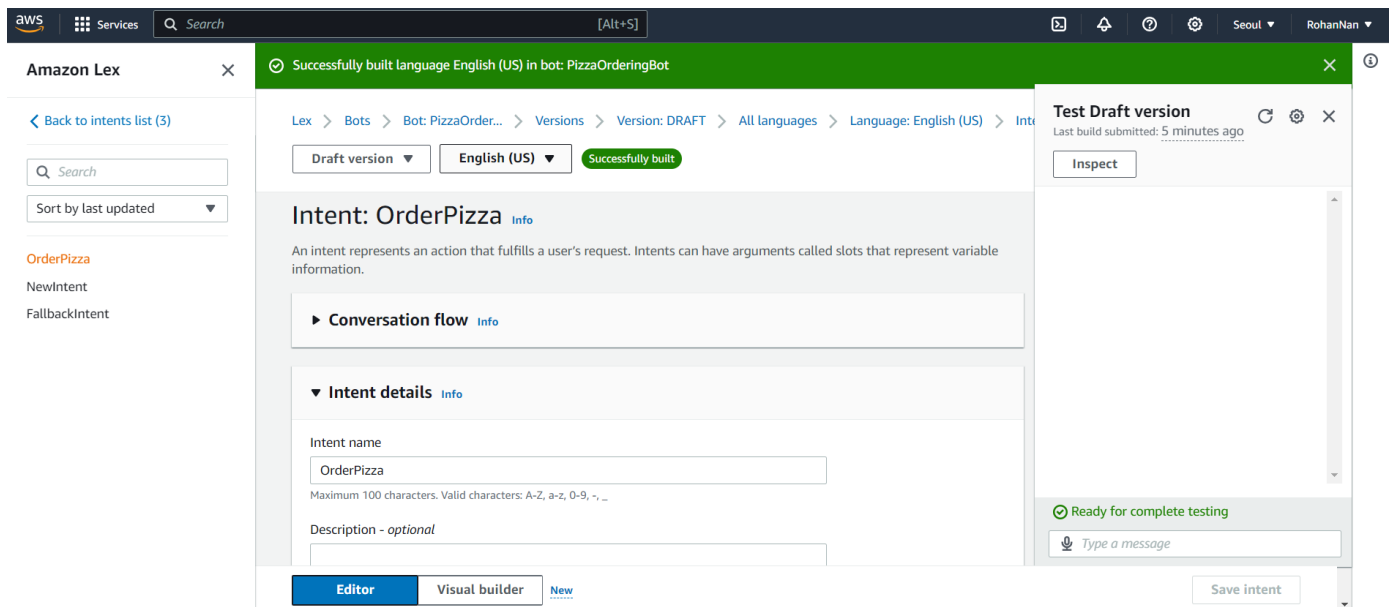 aws
Services
Search
[Alt+S]
Seoul ▼
RohanNan ▼
Amazon Lex
Back to intents list (3)
Search
Sort by last updated
OrderPizza
NewIntent
FallbackIntent
Successfully built language English (US) in bot: PizzaOrderingBot
Lex > Bots > Bot: PizzaOrder... > Versions > Version: DRAFT > All languages > Language: English (US) > Inte
Draft version ▼
English (US) ▼
Successfully built
Intent: OrderPizza Info
An intent represents an action that fulfills a user's request. Intents can have arguments called slots that represent variable
information.
Conversation flow Info
Intent details Info
Intent name
OrderPizza
Maximum 100 characters. Valid characters: A-Z, a-z, 0-9, -, _
Description - optional
Editor
Visual builder
New
Save intent
Test Draft version
Last build submitted: 5 minutes ago
Inspect
Ready for complete testing
Type a message